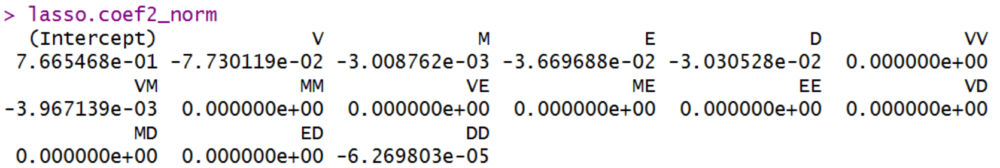 > lasso.coef2_norm
(Intercept) V M E D VV
7.665468e-01 -7.730119e-02 -3.008762e-03 -3.669688e-02 -3.030528e-02 0.000000e+00
VM MM VE ME EE VD
-3.967139e-03 0.000000e+00 0.000000e+00 0.000000e+00 0.000000e+00 0.000000e+00
MD ED DD
0.000000e+00 0.000000e+00 -6.269803e-05